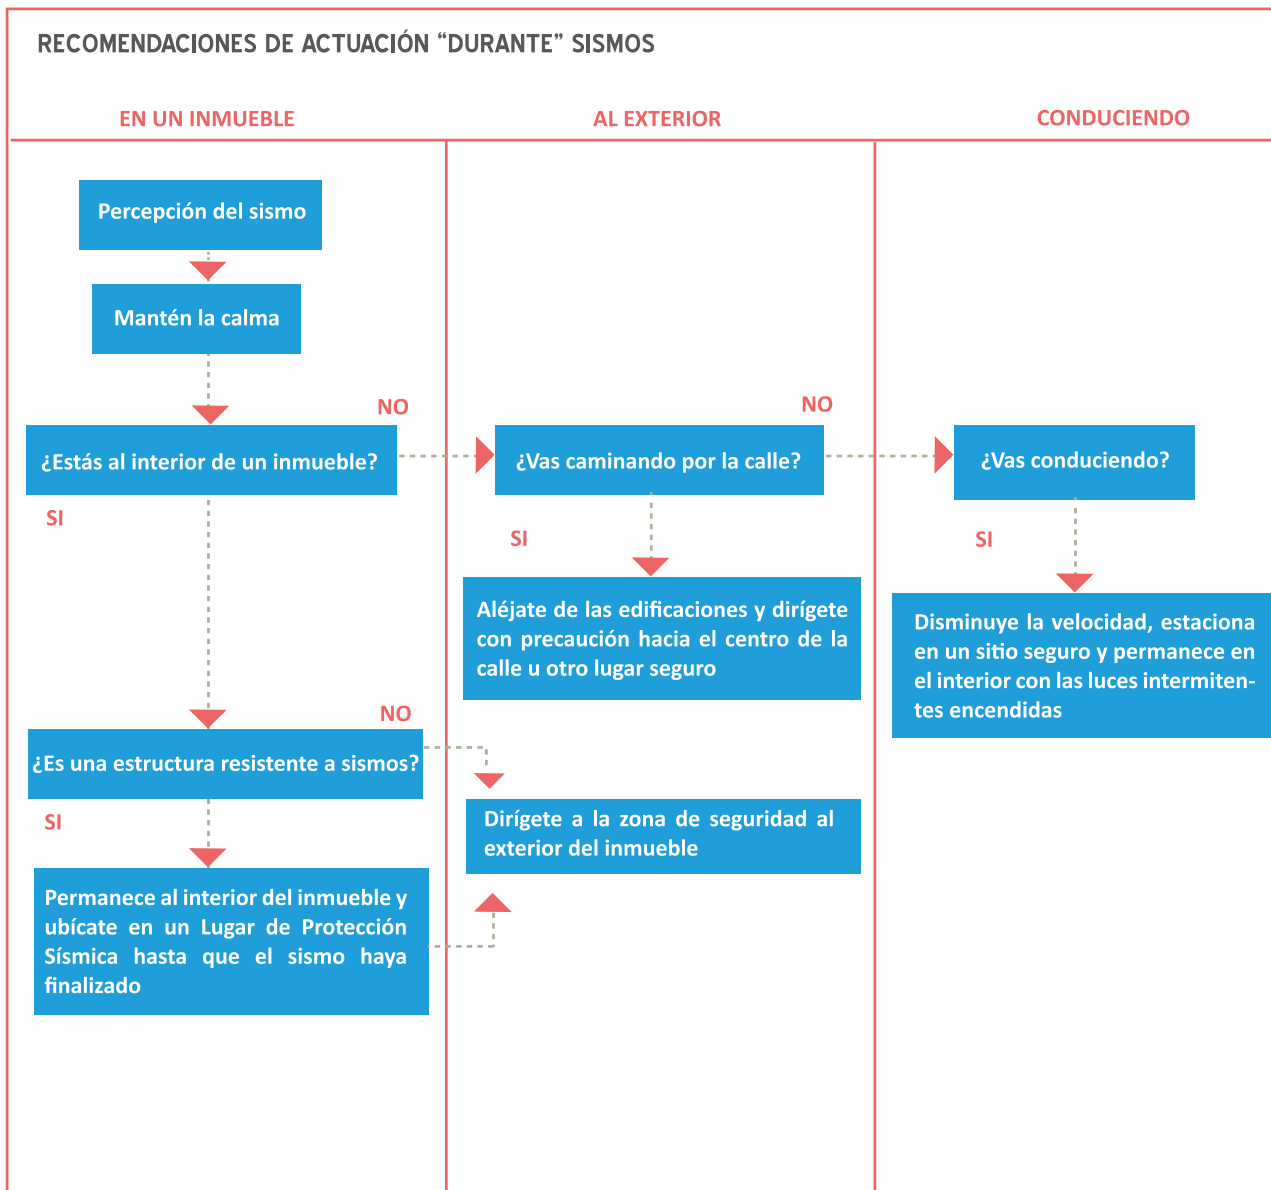 RECOMENDACIONES DE ACTUACIÓN “DURANTE” SISMOS
EN UN INMUEBLE
AL EXTERIOR
CONDUCIENDO
Percepción del sismo
Mantén la calma
NO
¿Estás al interior de un inmueble?
SI
NO
¿Vas caminando por la calle?
SI
¿Vas conduciendo?
SI
Aléjate de las edificaciones y dirígete
con precaución hacia el centro de la
calle u otro lugar seguro
Disminuye la velocidad, estaciona
en un sitio seguro y permanece en
el interior con las luces intermiten-
tes encendidas
NO
¿Es una estructura resistente a sismos?
SI
Dirígete a la zona de seguridad al
exterior del inmueble
Permanece al interior del inmueble y
ubícate en un Lugar de Protección
Sísmica hasta que el sismo haya
finalizado